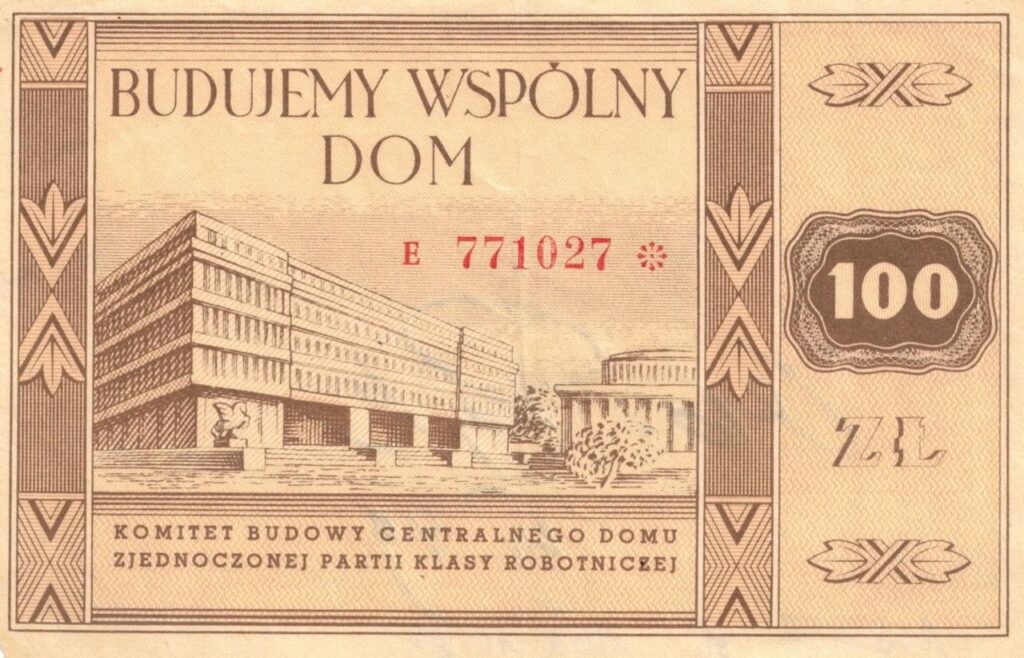 BUDUJEMY WSPÓLNY
DOM
E 771027
100
ZŁ
KOMITET BUDOWY CENTRALNEGO DOMU
ZJEDNOCZONEJ PARTII KLASY ROBOTNICZEJ